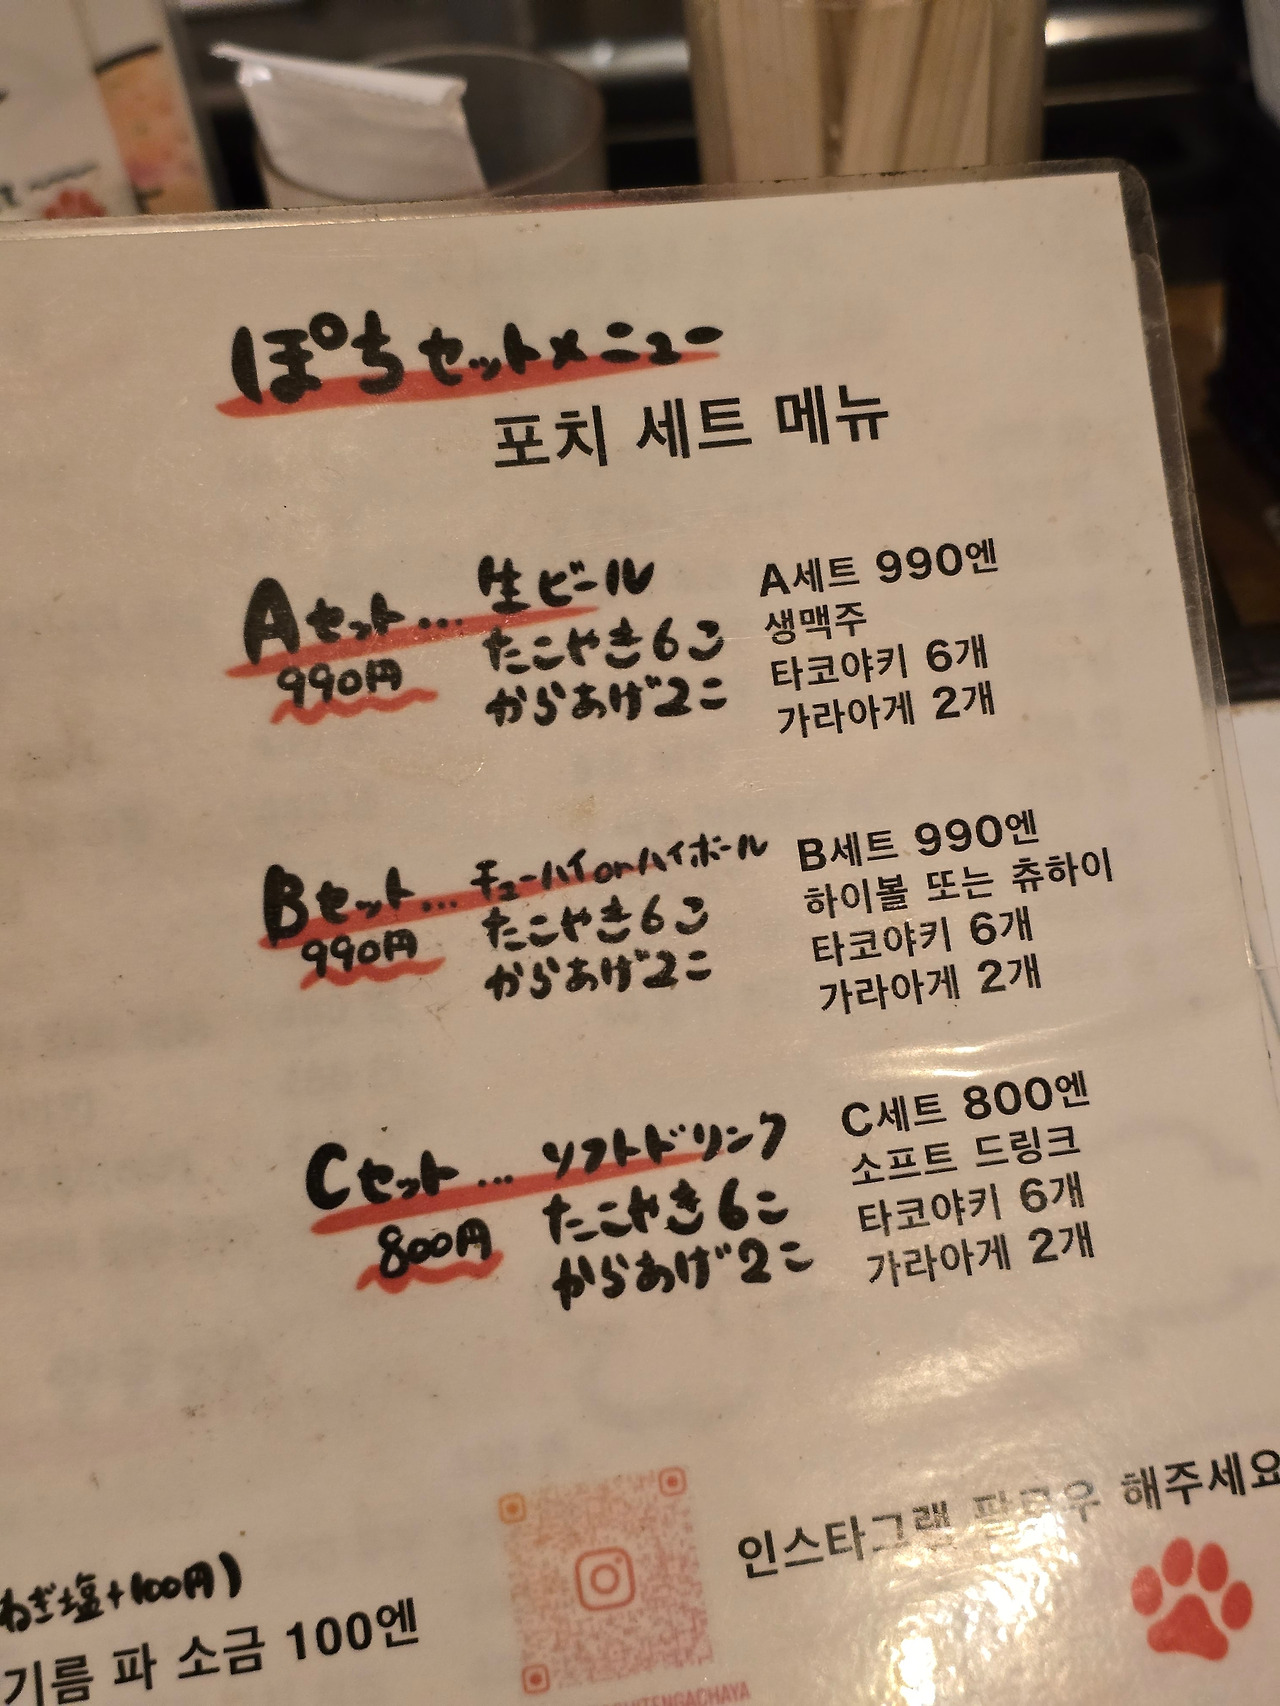 ぽちセットメニュー
포치 세트 메뉴
Aセット... 生ビール
990円 たこやき6こ
からあげ2こ
A세트 990엔
생맥주
타코야키 6개
가라아게 2개
Bセット... チューハイorハイボール
990円 たこやき6こ
からあげ2こ
B세트 990엔
하이볼 또는 츄하이
타코야키 6개
가라아게 2개
Cセット... ソフトドリンク
800円 たこやき6こ
からあげ2こ
C세트 800엔
소프트 드링크
타코야키 6개
가라아게 2개
ねぎ塩+100円)
기름 파 소금 100엔
인스타그램 팔로우 해주세요